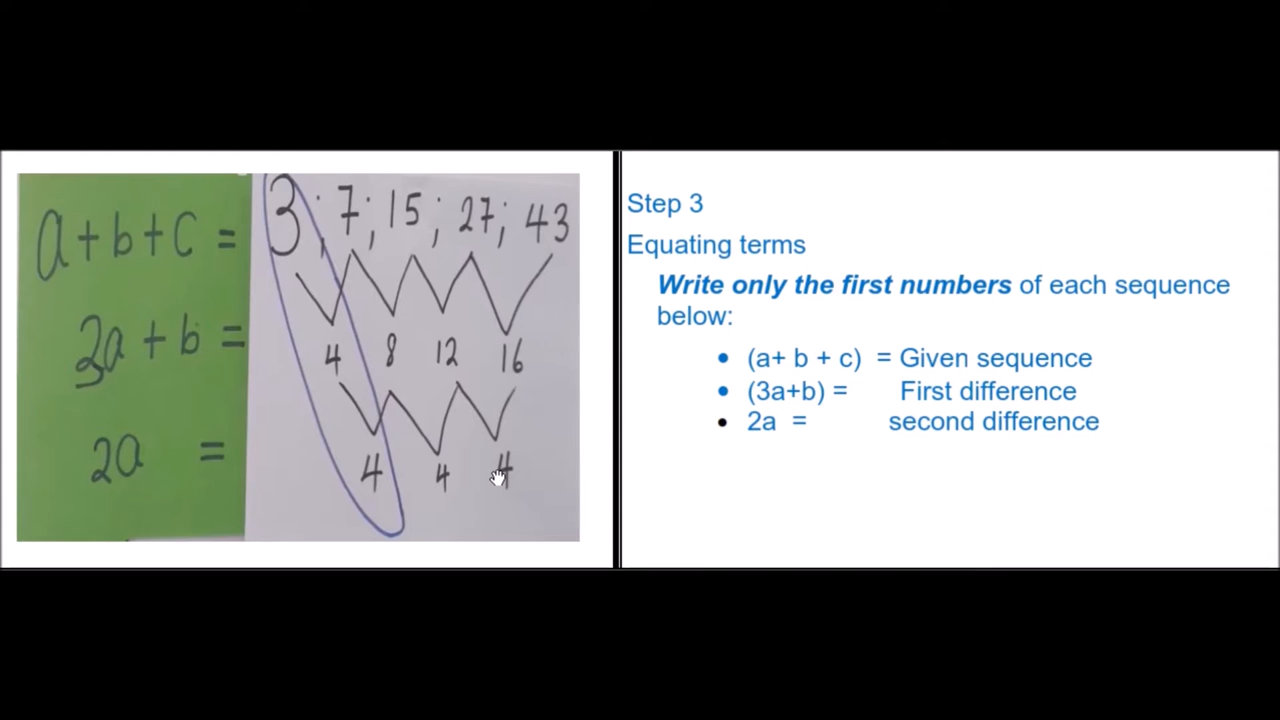 a+b+c = 3 ; 7 ; 15 ; 27 ; 43
3a + b = 4 8 12 16
2a = 4 4 4
Step 3
Equating terms
Write only the first numbers of each sequence
below:
• (a+ b + c) = Given sequence
• (3a+b) = First difference
• 2a = second difference